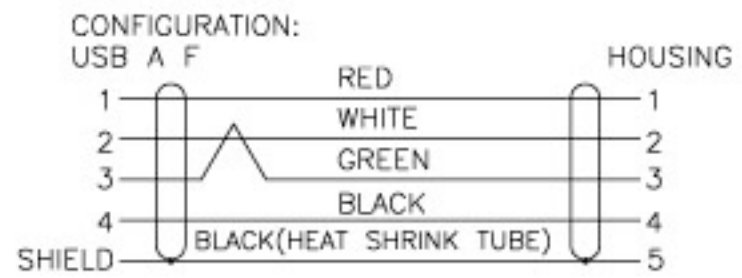 CONFIGURATION:
USB A F HOUSING
RED
1 1
WHITE
2 2
GREEN
3 3
BLACK
4 4
BLACK(HEAT SHRINK TUBE)
SHIELD 5